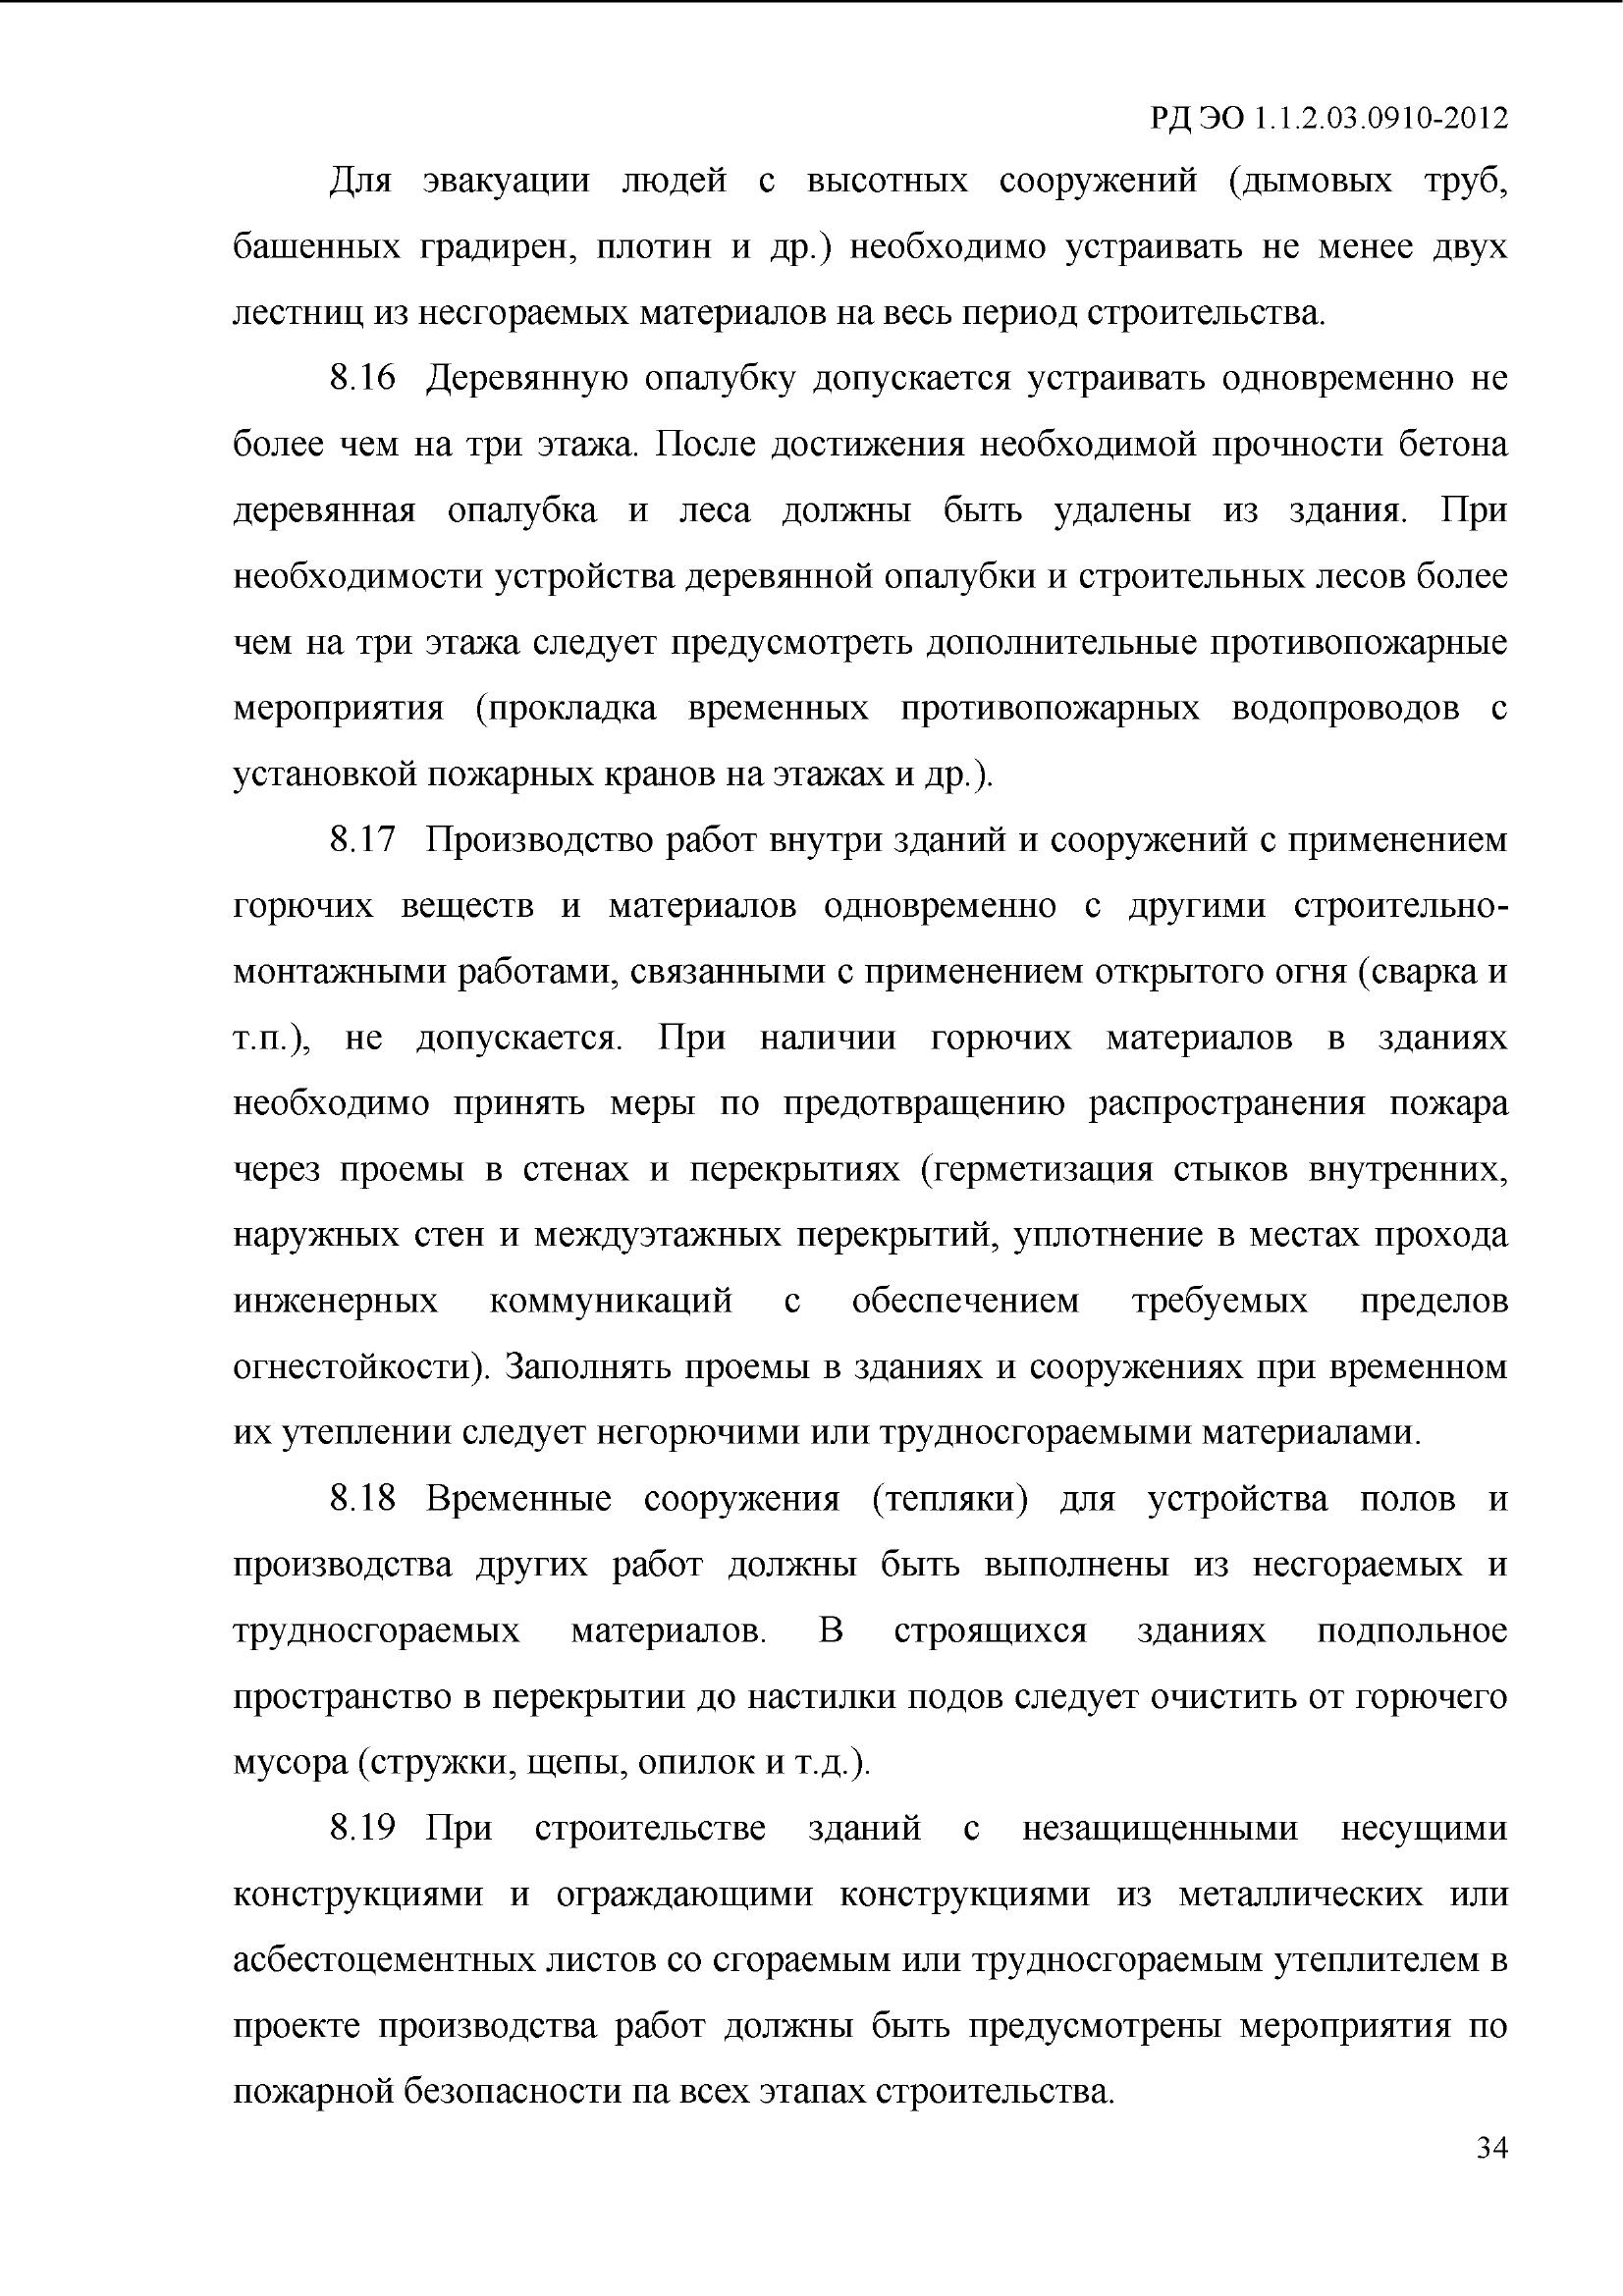 РД ЭО 1.1.2.03.0910-2012
Для эвакуации людей с высотных сооружений (дымовых труб,
башенных градирен, плотин и др.) необходимо устраивать не менее двух
лестниц из несгораемых материалов на весь период строительства.
8.16 Деревянную опалубку допускается устраивать одновременно не
более чем на три этажа. После достижения необходимой прочности бетона
деревянная опалубка и леса должны быть удалены из здания. При
необходимости устройства деревянной опалубки и строительных лесов более
чем на три этажа следует предусмотреть дополнительные противопожарные
мероприятия (прокладка временных противопожарных водопроводов с
установкой пожарных кранов на этажах и др.).
8.17 Производство работ внутри зданий и сооружений с применением
горючих веществ и материалов одновременно с другими строительно-
монтажными работами, связанными с применением открытого огня (сварка и
т.п.), не допускается. При наличии горючих материалов в зданиях
необходимо принять меры по предотвращению распространения пожара
через проемы в стенах и перекрытиях (герметизация стыков внутренних,
наружных стен и междуэтажных перекрытий, уплотнение в местах прохода
инженерных коммуникаций с обеспечением требуемых пределов
огнестойкости). Заполнять проемы в зданиях и сооружениях при временном
их утеплении следует негорючими или трудносгораемыми материалами.
8.18 Временные сооружения (тепляки) для устройства полов и
производства других работ должны быть выполнены из несгораемых и
трудносгораемых материалов. В строящихся зданиях подпольное
пространство в перекрытии до настилки подов следует очистить от горючего
мусора (стружки, щепы, опилок и т.д.).
8.19 При строительстве зданий с незащищенными несущими
конструкциями и ограждающими конструкциями из металлических или
асбестоцементных листов со сгораемым или трудносгораемым утеплителем в
проекте производства работ должны быть предусмотрены мероприятия по
пожарной безопасности па всех этапах строительства.
34